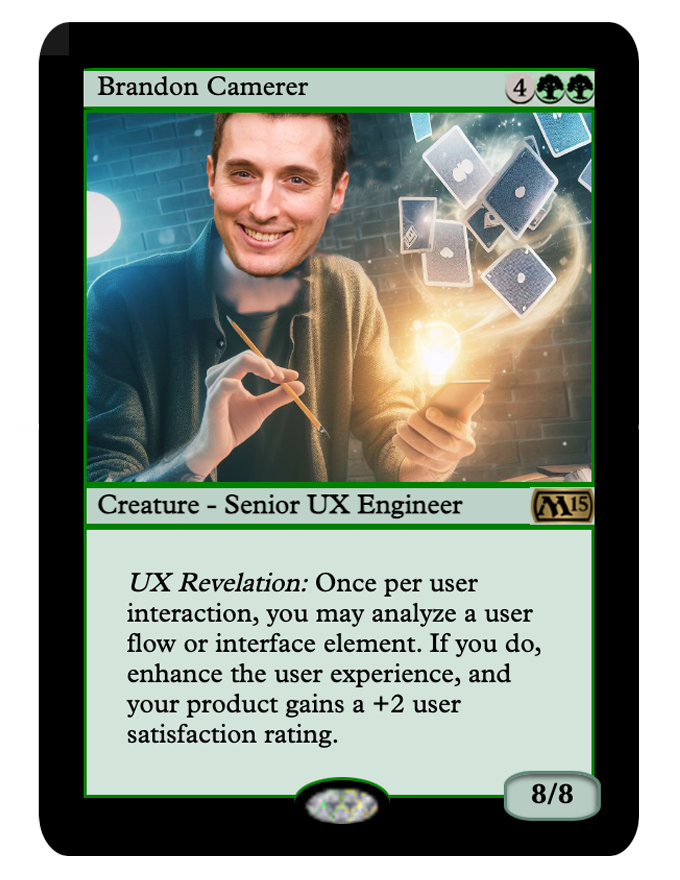 Brandon Camerer 4
Creature - Senior UX Engineer M15
UX Revelation: Once per user
interaction, you may analyze a user
flow or interface element. If you do,
enhance the user experience, and
your product gains a +2 user
satisfaction rating.
8/8